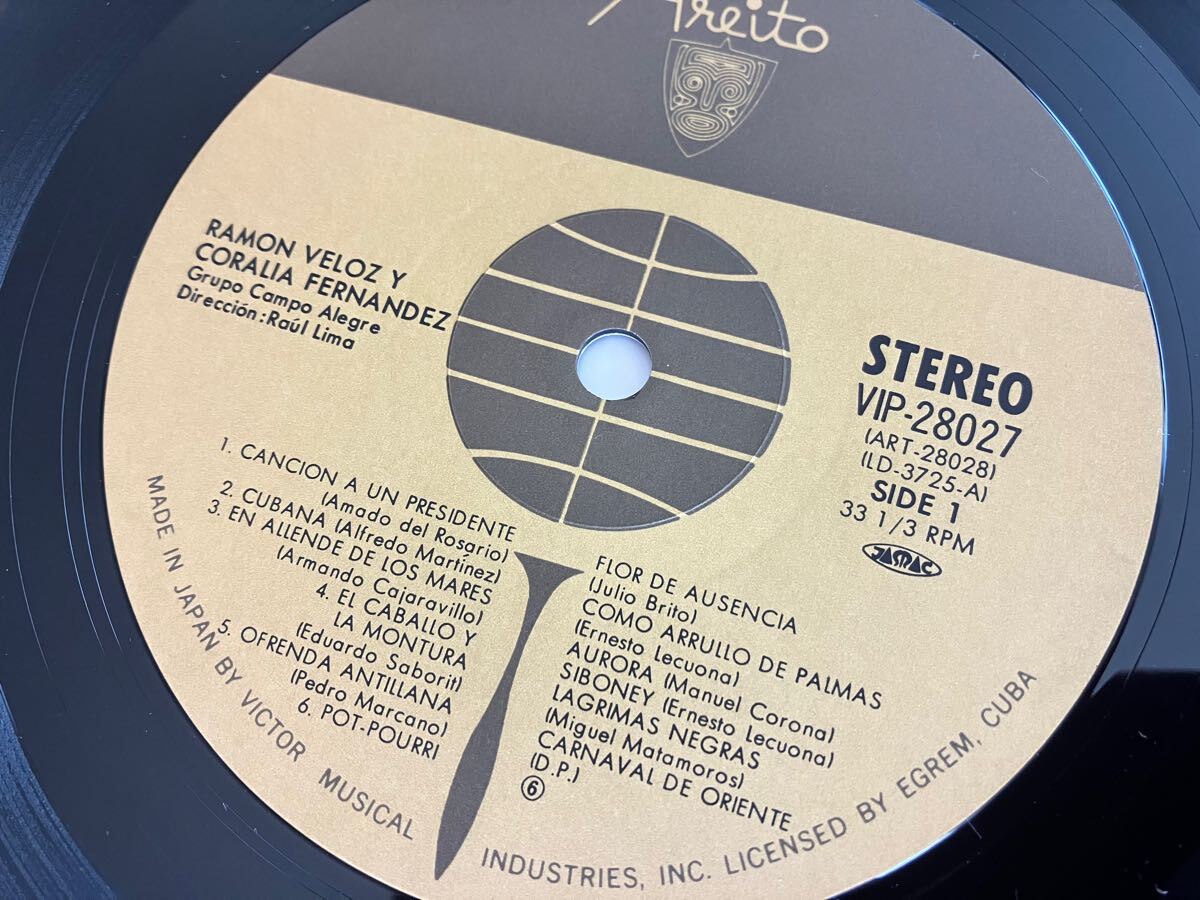 Areito
RAMON VELOZ Y
CORALIA FERNANDEZ
Grupo Campo Alegre
Dirección:Raúl Lima
STEREO
VIP-28027
(ART-28028)
(LD-3725-A)
SIDE 1
33 1/3 RPM
JASRAC
1. CANCION A UN PRESIDENTE
(Amado del Rosario)
2. CUBANA (Alfredo Martínez)
3. EN ALLENDE DE LOS MARES
(Armando Cajaravillo)
4. EL CABALLO Y
LA MONTURA
(Eduardo Saborit)
5. OFRENDA ANTILLANA
(Pedro Marcano)
6. POT-POURRI
FLOR DE AUSENCIA
(Julio Brito)
COMO ARRULLO DE PALMAS
(Ernesto Lecuona)
AURORA (Manuel Corona)
SIBONEY (Ernesto Lecuona)
LAGRIMAS NEGRAS
(Miguel Matamoros)
CARNAVAL DE ORIENTE
(D.P.)
⑥
MADE IN JAPAN BY VICTOR MUSICAL INDUSTRIES, INC. LICENSED BY EGREM, CUBA